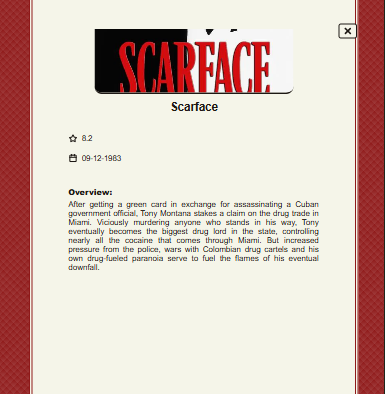 SCARFACE
Scarface
8.2
09-12-1983
Overview:
After getting a green card in exchange for assassinating a Cuban
government official, Tony Montana stakes a claim on the drug trade in
Miami. Viciously murdering anyone who stands in his way, Tony
eventually becomes the biggest drug lord in the state, controlling
nearly all the cocaine that comes through Miami. But increased
pressure from the police, wars with Colombian drug cartels and his
own drug-fueled paranoia serve to fuel the flames of his eventual
downfall.